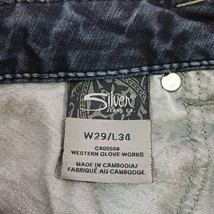 Silver
JEANS CO.
W29/L34
CA00508
WESTERN GLOVE WORKS
MADE IN CAMBODIA/
FABRIQUÉ AU CAMBODGE